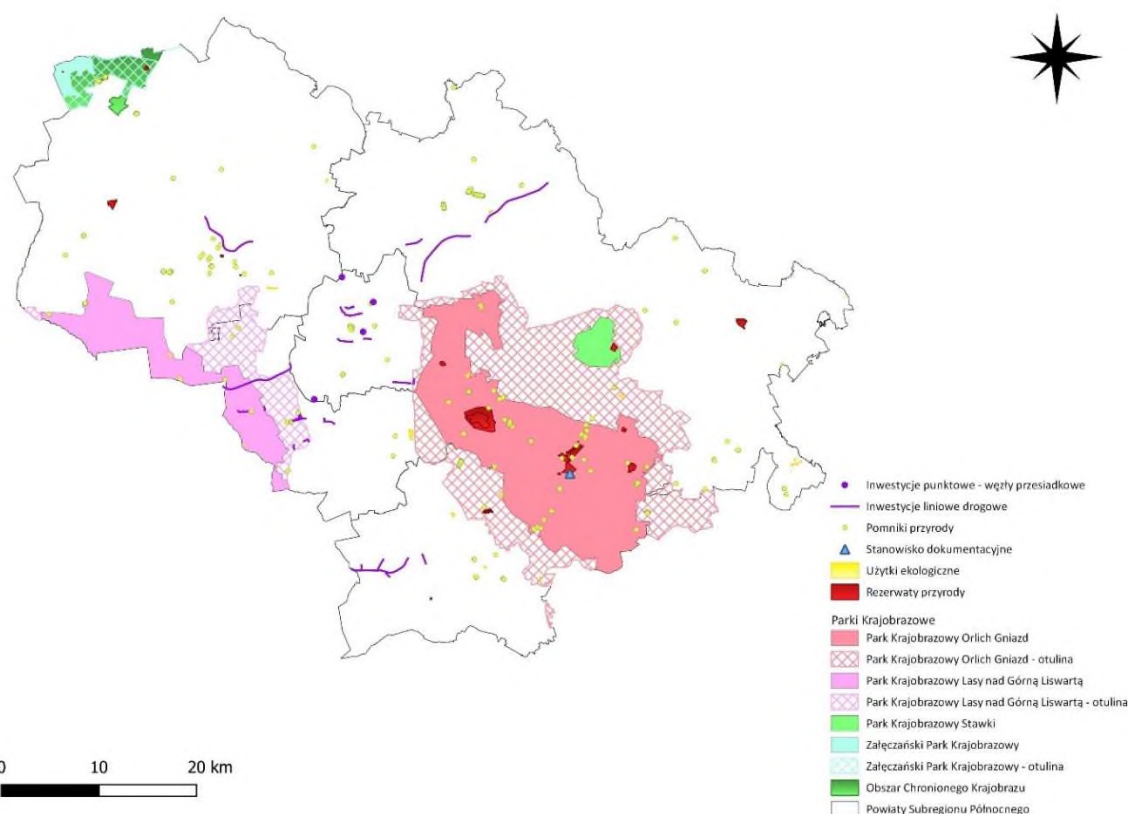 Inwestycje punktowe - węzły przesiadkowe
Inwestycje liniowe drogowe
Pomniki przyrody
Stanowisko dokumentacyjne
Użytki ekologiczne
Rezerwaty przyrody
Parki Krajobrazowe
Park Krajobrazowy Orlich Gniazd
Park Krajobrazowy Orlich Gniazd - otulina
Park Krajobrazowy Lasy nad Górną Liswartą
Park Krajobrazowy Lasy nad Górną Liswartą - otulina
Park Krajobrazowy Stawki
Załęczański Park Krajobrazowy
Załęczański Park Krajobrazowy - otulina
Obszar Chronionego Krajobrazu
Powiaty Subregionu Północnego
0 10 20 km